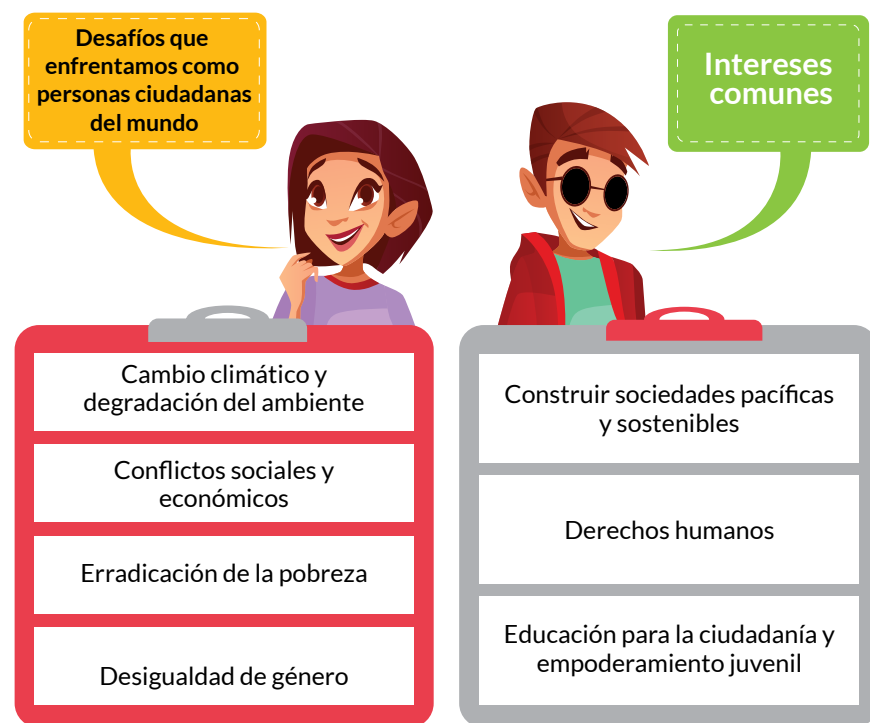 Desafíos que
enfrentamos como
personas ciudadanas
del mundo
Intereses
comunes
Cambio climático y
degradación del ambiente
Conflictos sociales y
económicos
Erradicación de la pobreza
Desigualdad de género
Construir sociedades pacíficas
y sostenibles
Derechos humanos
Educación para la ciudadanía y
empoderamiento juvenil